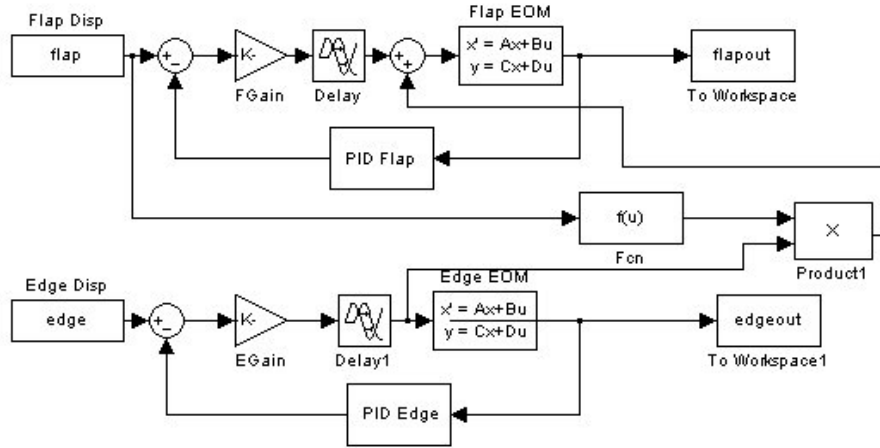 Flap Disp
flap
+
−
K-
FGain
Delay
+
+
Flap EOM
x' = Ax+Bu
y = Cx+Du
flapout
To Workspace
PID Flap
f(u)
Fcn
×
Product1
Edge Disp
edge
+
−
K-
EGain
Delay1
Edge EOM
x' = Ax+Bu
y = Cx+Du
edgeout
To Workspace1
PID Edge